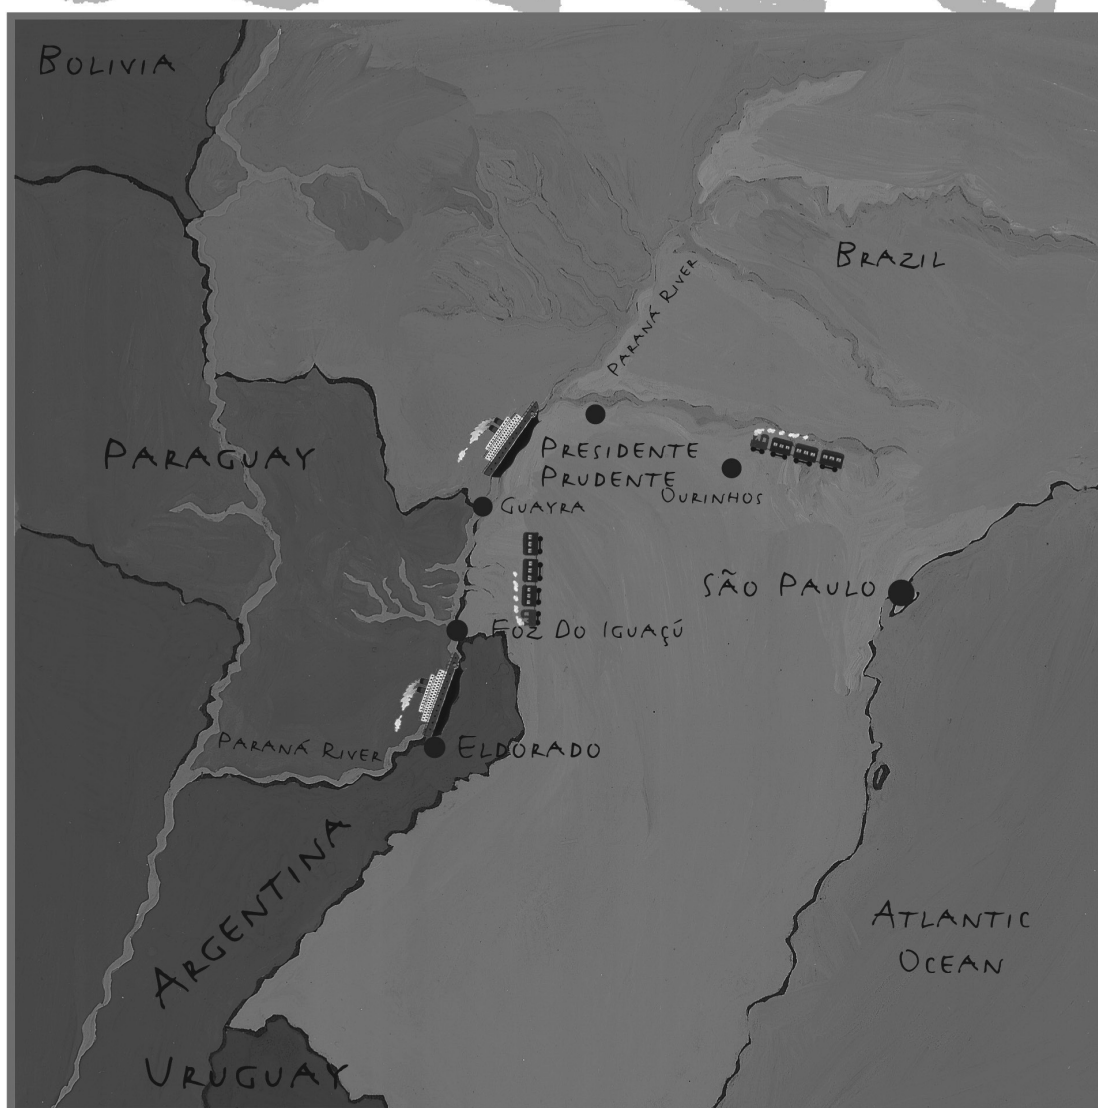 BOLIVIA
BRAZIL
PARANÁ RIVER
PARAGUAY
PRESIDENTE
PRUDENTE
OURINHOS
GUAYRA
SÃO PAULO
FOZ DO IGUAÇÚ
PARANÁ RIVER
ELDORADO
ARGENTINA
ATLANTIC
OCEAN
URUGUAY